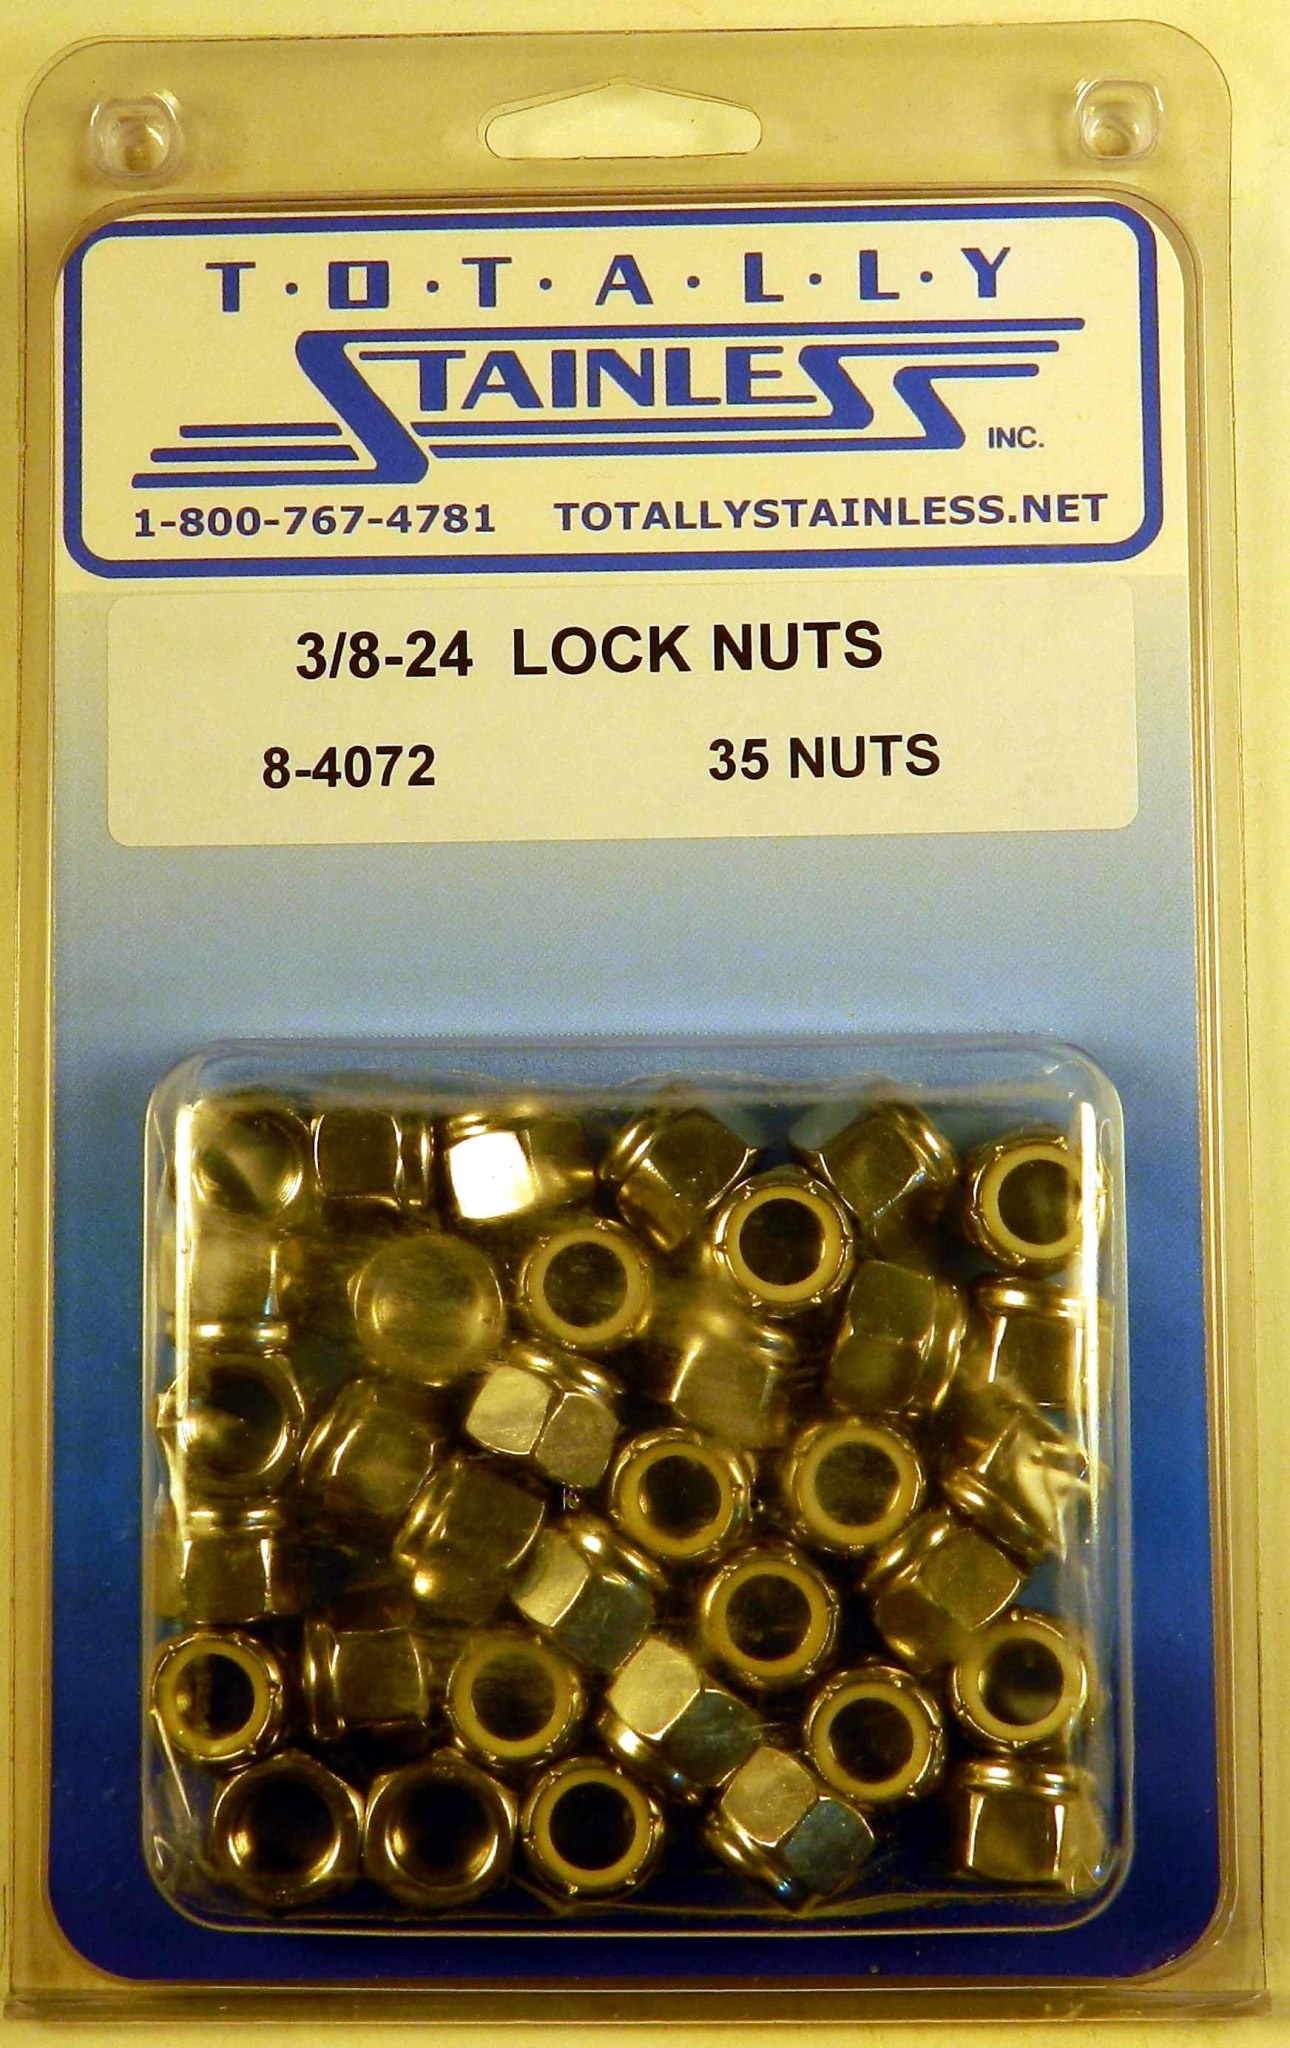 T·O·T·A·L·L·Y
STAINLESS
INC.
1-800-767-4781 TOTALLYSTAINLESS.NET
3/8-24 LOCK NUTS
8-4072 35 NUTS